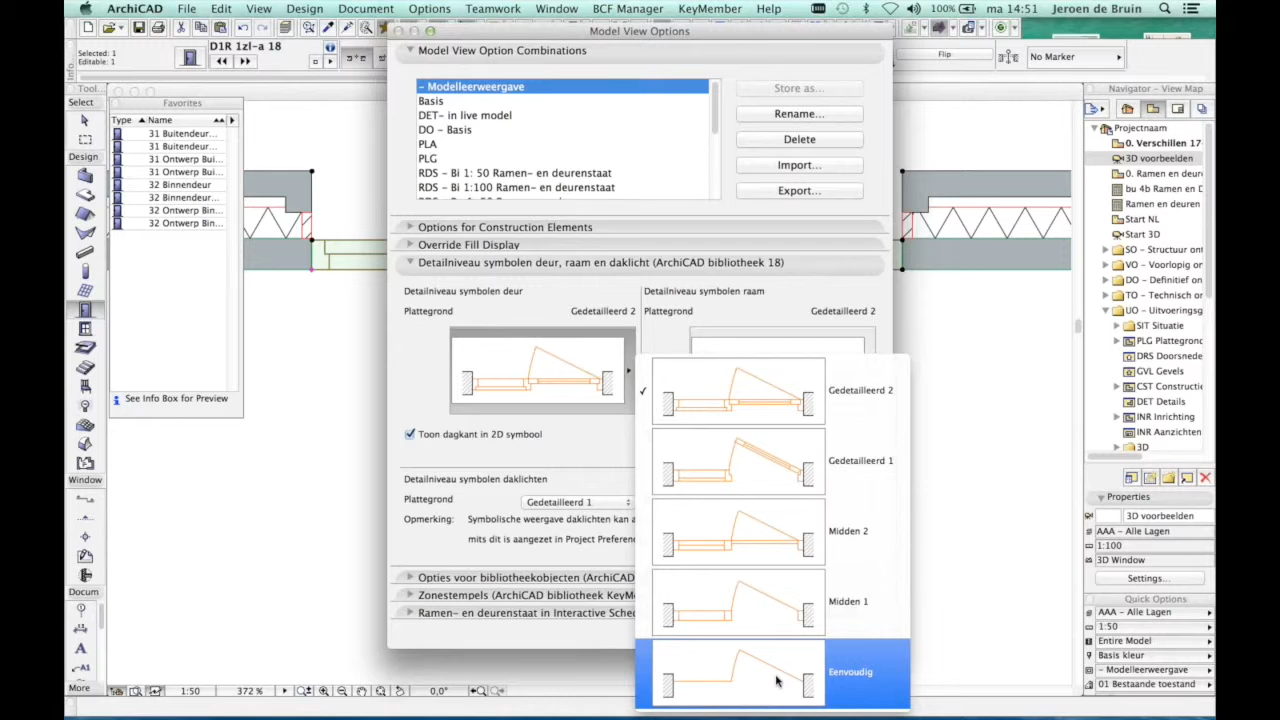 ArchiCAD File Edit View Design Document Options Teamwork Window BCF Manager KeyMember Help 100% ma 14:51 Jeroen de Bruin
Selected: 1
Editable: 1
D1R 1zl-a 18
Info
Model View Options
Flip
No Marker
Model View Option Combinations
- Modelleerweergave
Basis
DET- in live model
DO - Basis
PLA
PLG
RDS - Bi 1: 50 Ramen- en deurenstaat
RDS - Bi 1:100 Ramen- en deurenstaat
Store as...
Rename...
Delete
Import...
Export...
Options for Construction Elements
Override Fill Display
Detailniveau symbolen deur, raam en daklicht (ArchiCAD bibliotheek 18)
Detailniveau symbolen deur
Plattegrond Gedetailleerd 2
Toon dagkant in 2D symbool
Detailniveau symbolen raam
Plattegrond Gedetailleerd 2
Gedetailleerd 2
Gedetailleerd 1
Midden 2
Midden 1
Eenvoudig
Detailniveau symbolen daklichten
Plattegrond Gedetailleerd 1
Opmerking: Symbolische weergave daklichten kan a
mits dit is aangezet in Project Preferen
Opties voor bibliotheekobjecten (ArchiCAD
Zonestempels (ArchiCAD bibliotheek KeyM
Ramen- en deurenstaat in Interactive Sche
Tool...
Select
Design
Window
Docum
A
A1
More
Favorites
Type Name
31 Buitendeur...
31 Buitendeur...
31 Ontwerp Bui...
31 Ontwerp Bui...
32 Binnendeur
32 Binnendeur...
32 Ontwerp Bin...
32 Ontwerp Bin...
See Info Box for Preview
1:50 372 % 0,0°
Navigator - View Map
Projectnaam
0. Verschillen 17-
3D voorbeelden
0. Ramen en deure
bu 4b Ramen en D
Ramen en deuren
Start NL
Start 3D
SO - Structuur ont
VO - Voorlopig on
DO - Definitief on
TO - Technisch o
UO - Uitvoeringsg
SIT Situatie
PLG Plattegrond
DRS Doorsnede
GVL Gevels
CST Constructi
DET Details
INR Inrichting
INR Aanzichten
3D
Properties
3D voorbeelden
AAA - Alle Lagen
1:100
3D Window
Settings...
Quick Options
AAA - Alle Lagen
1:50
Entire Model
Basis kleur
- Modelleerweergave
01 Bestaande toestand